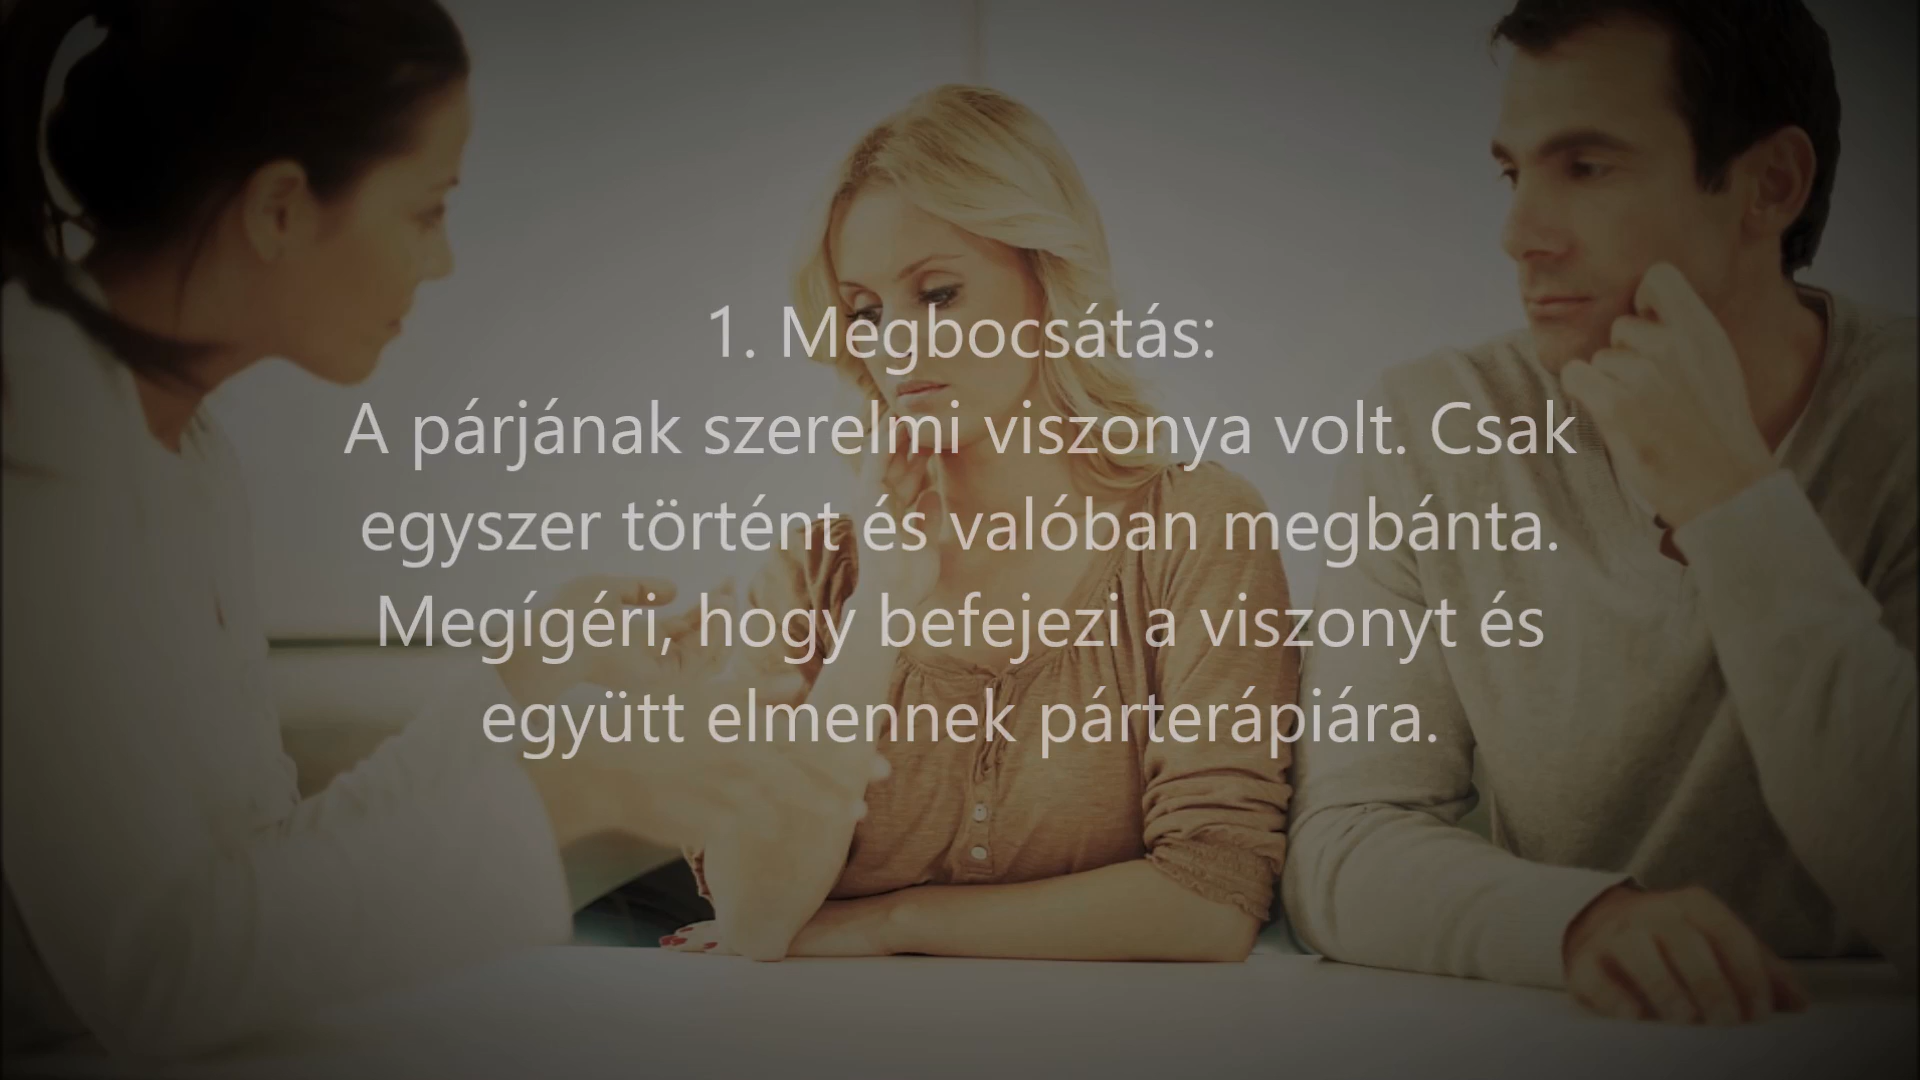 1. Megbocsátás:
A párjának szerelmi viszonya volt. Csak
egyszer történt és valóban megbánta.
Megígéri, hogy befejezi a viszonyt és
együtt elmennek párterápiára.